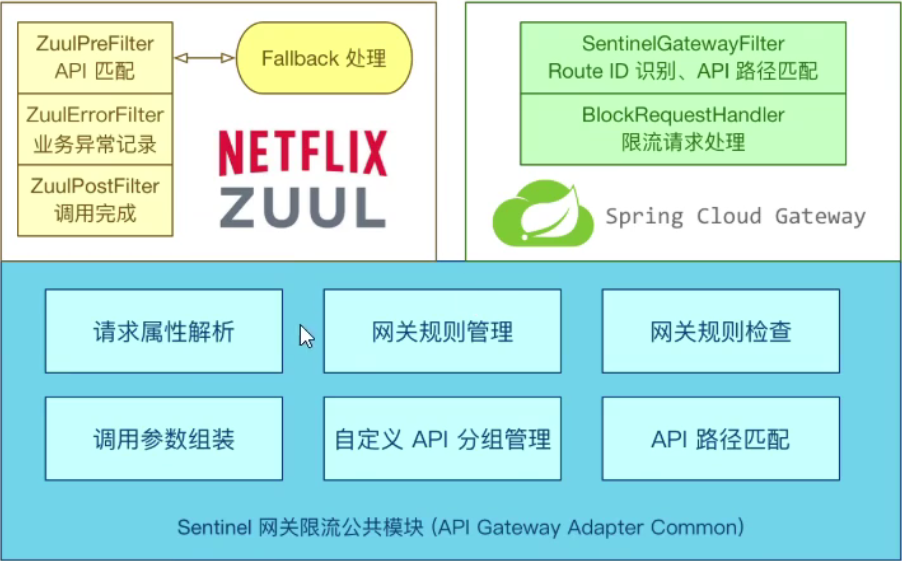 ZuulPreFilter
API 匹配
Fallback 处理
ZuulErrorFilter
业务异常记录
ZuulPostFilter
调用完成
NETFLIX
ZUUL
SentinelGatewayFilter
Route ID 识别、API 路径匹配
BlockRequestHandler
限流请求处理
Spring Cloud Gateway
请求属性解析
网关规则管理
网关规则检查
调用参数组装
自定义 API 分组管理
API 路径匹配
Sentinel 网关限流公共模块 (API Gateway Adapter Common)